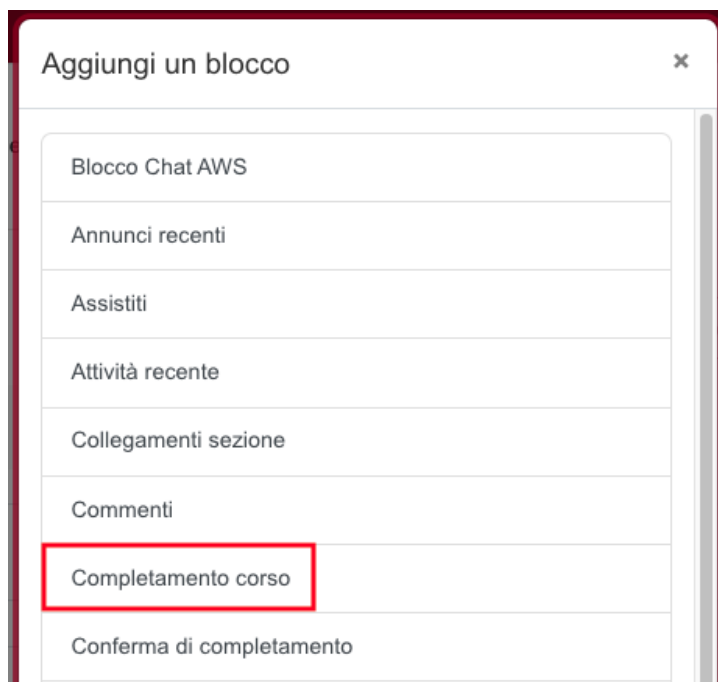 Aggiungi un blocco
Blocco Chat AWS
Annunci recenti
Assistiti
Attività recente
Collegamenti sezione
Commenti
Completamento corso
Conferma di completamento